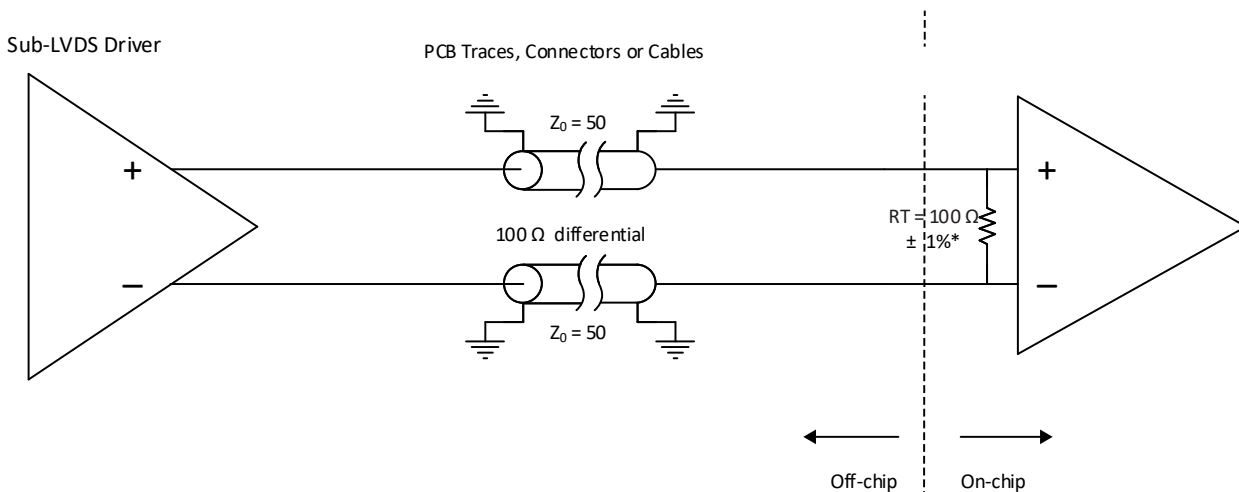 Sub-LVDS Driver
PCB Traces, Connectors or Cables
Z₀ = 50
+
+
RT = 100 Ω
± 1%*
100 Ω differential
−
−
Z₀ = 50
Off-chip
On-chip